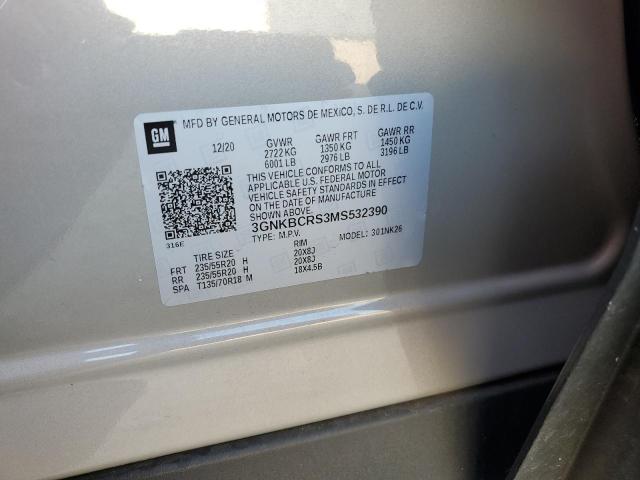 GM
MFD BY GENERAL MOTORS DE MEXICO, S. DE R.L. DE C.V.
12/20 GVWR GAWR FRT GAWR RR
2722 KG 1350 KG 1450 KG
6001 LB 2976 LB 3196 LB
THIS VEHICLE CONFORMS TO ALL
APPLICABLE U.S. FEDERAL MOTOR
VEHICLE SAFETY STANDARDS IN EFFECT
ON THE DATE OF MANUFACTURE
SHOWN ABOVE.
3GNKBCRS3MS532390
316E TYPE: M.P.V. MODEL: 301NK26
TIRE SIZE RIM
FRT 235/55R20 H 20X8J
RR 235/55R20 H 20X8J
SPA T135/70R18 M 18X4.5B